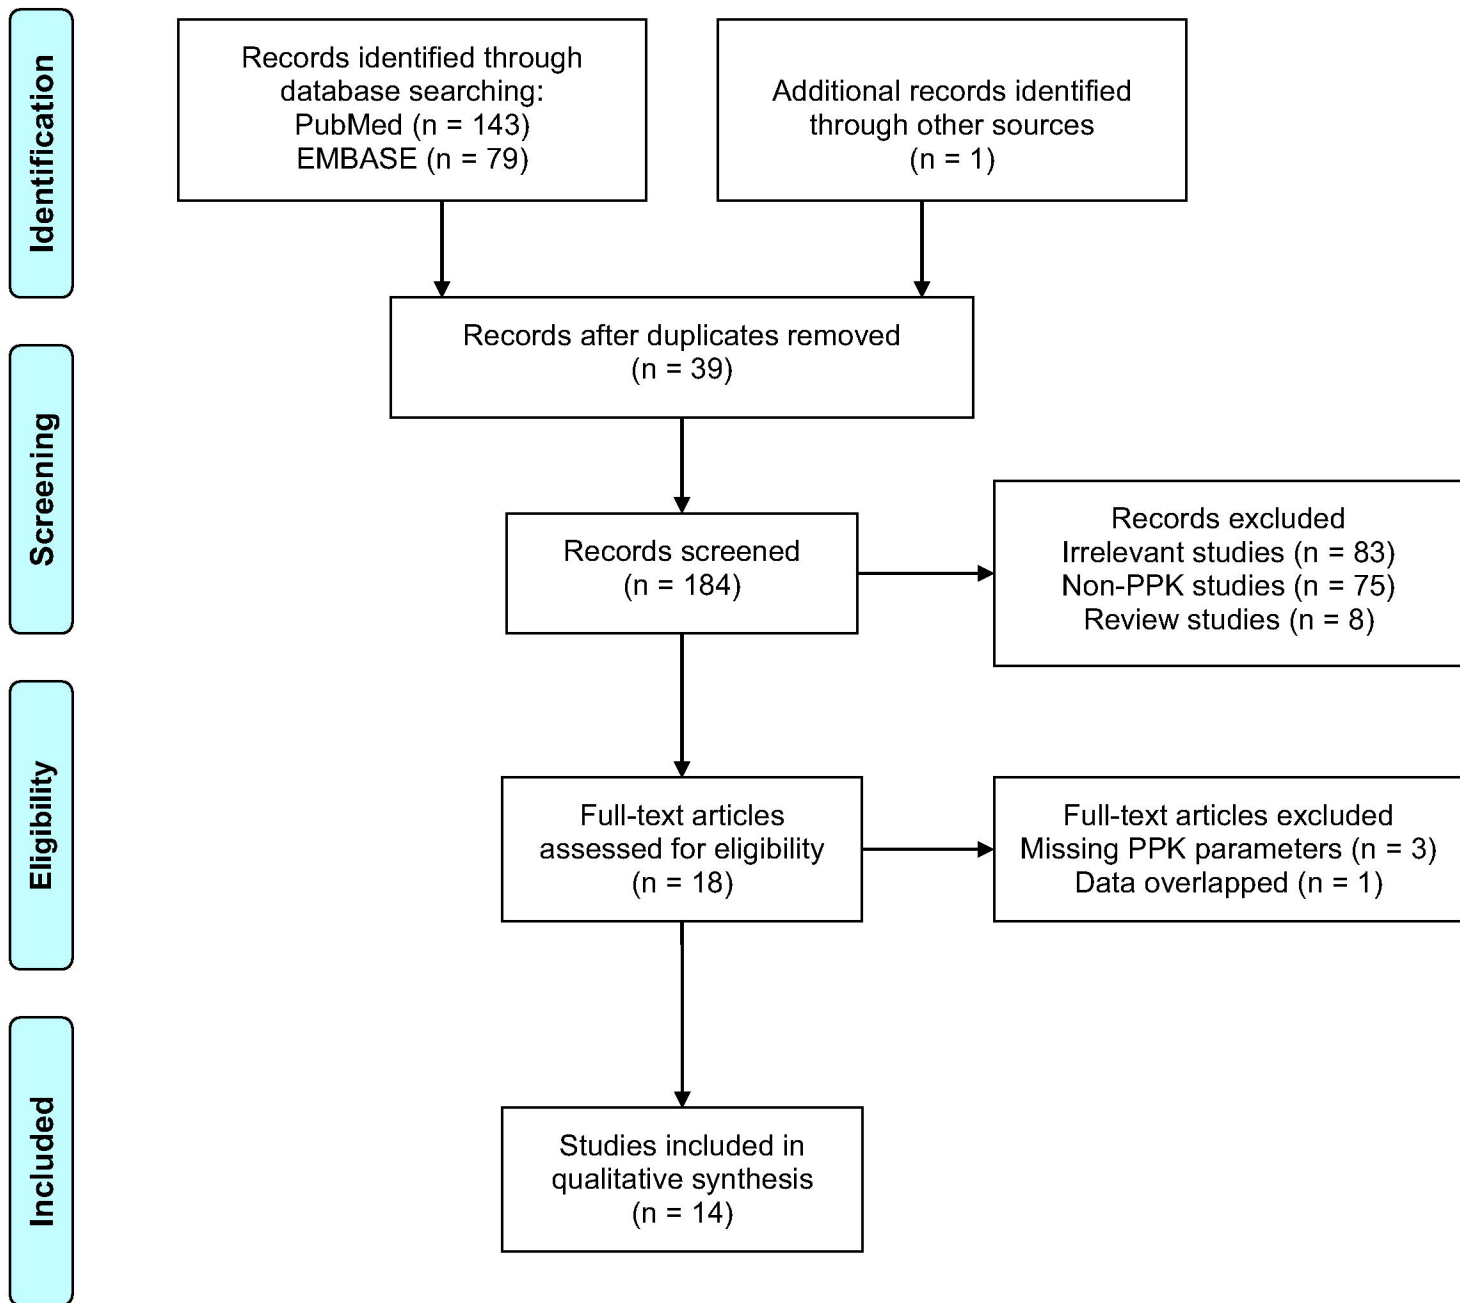 Identification
Records identified through
database searching:
PubMed (n = 143)
EMBASE (n = 79)
Additional records identified
through other sources
(n = 1)
Records after duplicates removed
(n = 39)
Screening
Records screened
(n = 184)
Records excluded
Irrelevant studies (n = 83)
Non-PPK studies (n = 75)
Review studies (n = 8)
Eligibility
Full-text articles
assessed for eligibility
(n = 18)
Full-text articles excluded
Missing PPK parameters (n = 3)
Data overlapped (n = 1)
Included
Studies included in
qualitative synthesis
(n = 14)